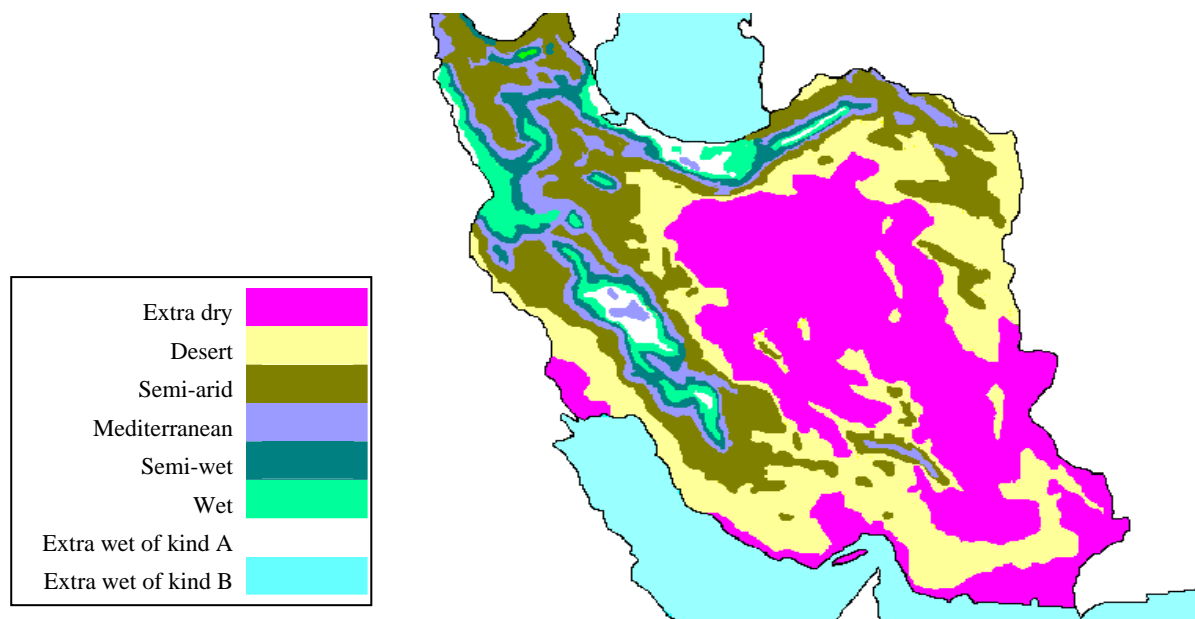 Extra dry
Desert
Semi-arid
Mediterranean
Semi-wet
Wet
Extra wet of kind A
Extra wet of kind B